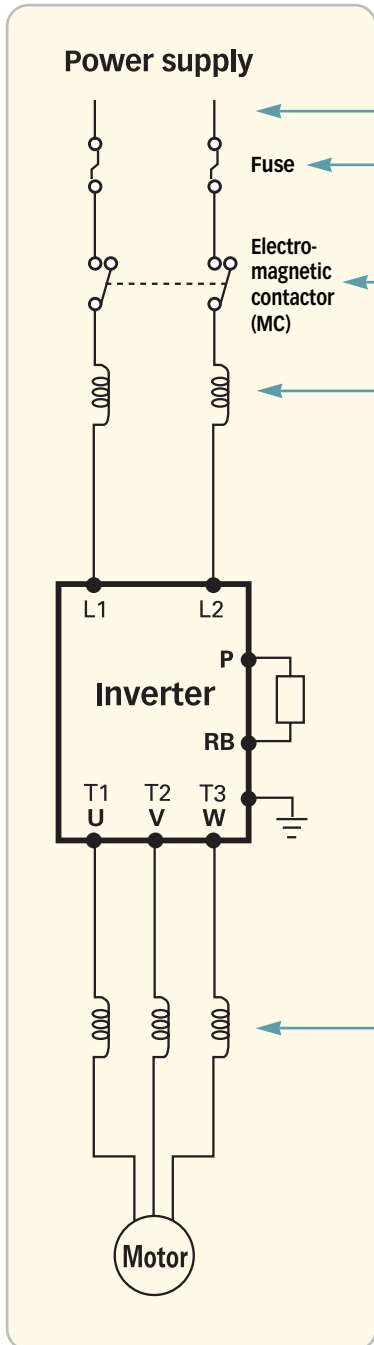 Power supply
Fuse
Electro-
magnetic
contactor
(MC)
L1 L2
P
Inverter
RB
T1 T2 T3
U V W
Motor